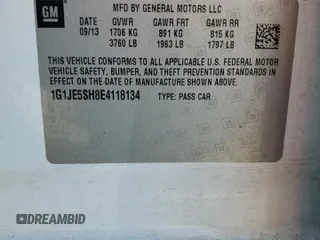 GM
MFD BY GENERAL MOTORS LLC
DATE GVWR GAWR FRT GAWR RR
09/13 1706 KG 891 KG 815 KG
3760 LB 1963 LB 1797 LB
THIS VEHICLE CONFORMS TO ALL APPLICABLE U.S. FEDERAL MOTOR
VEHICLE SAFETY, BUMPER, AND THEFT PREVENTION STANDARDS
IN EFFECT ON THE DATE OF MANUFACTURE SHOWN ABOVE.
1G1JE5SH8E4118134 TYPE: PASS CAR
DREAMBID